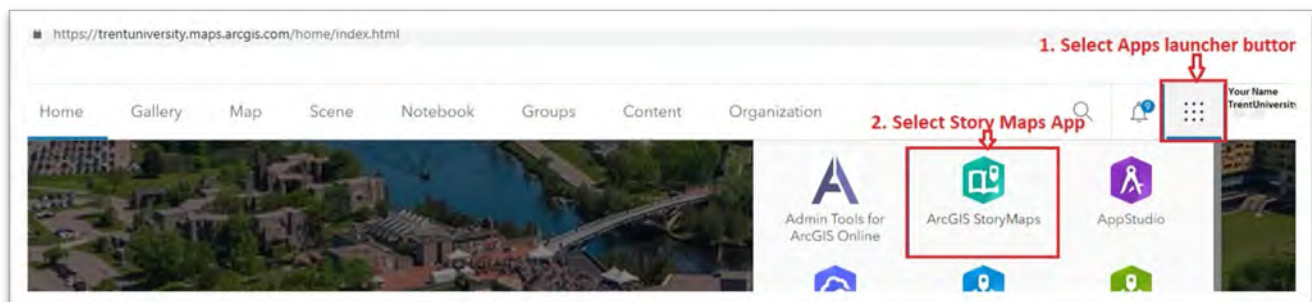 https://trentuniversity.maps.arcgis.com/home/index.html
1. Select Apps launcher buttor
Home Gallery Map Scene Notebook Groups Content Organization
9
Your Name
TrentUniversity
2. Select Story Maps App
Admin Tools for
ArcGIS Online
ArcGIS StoryMaps
AppStudio